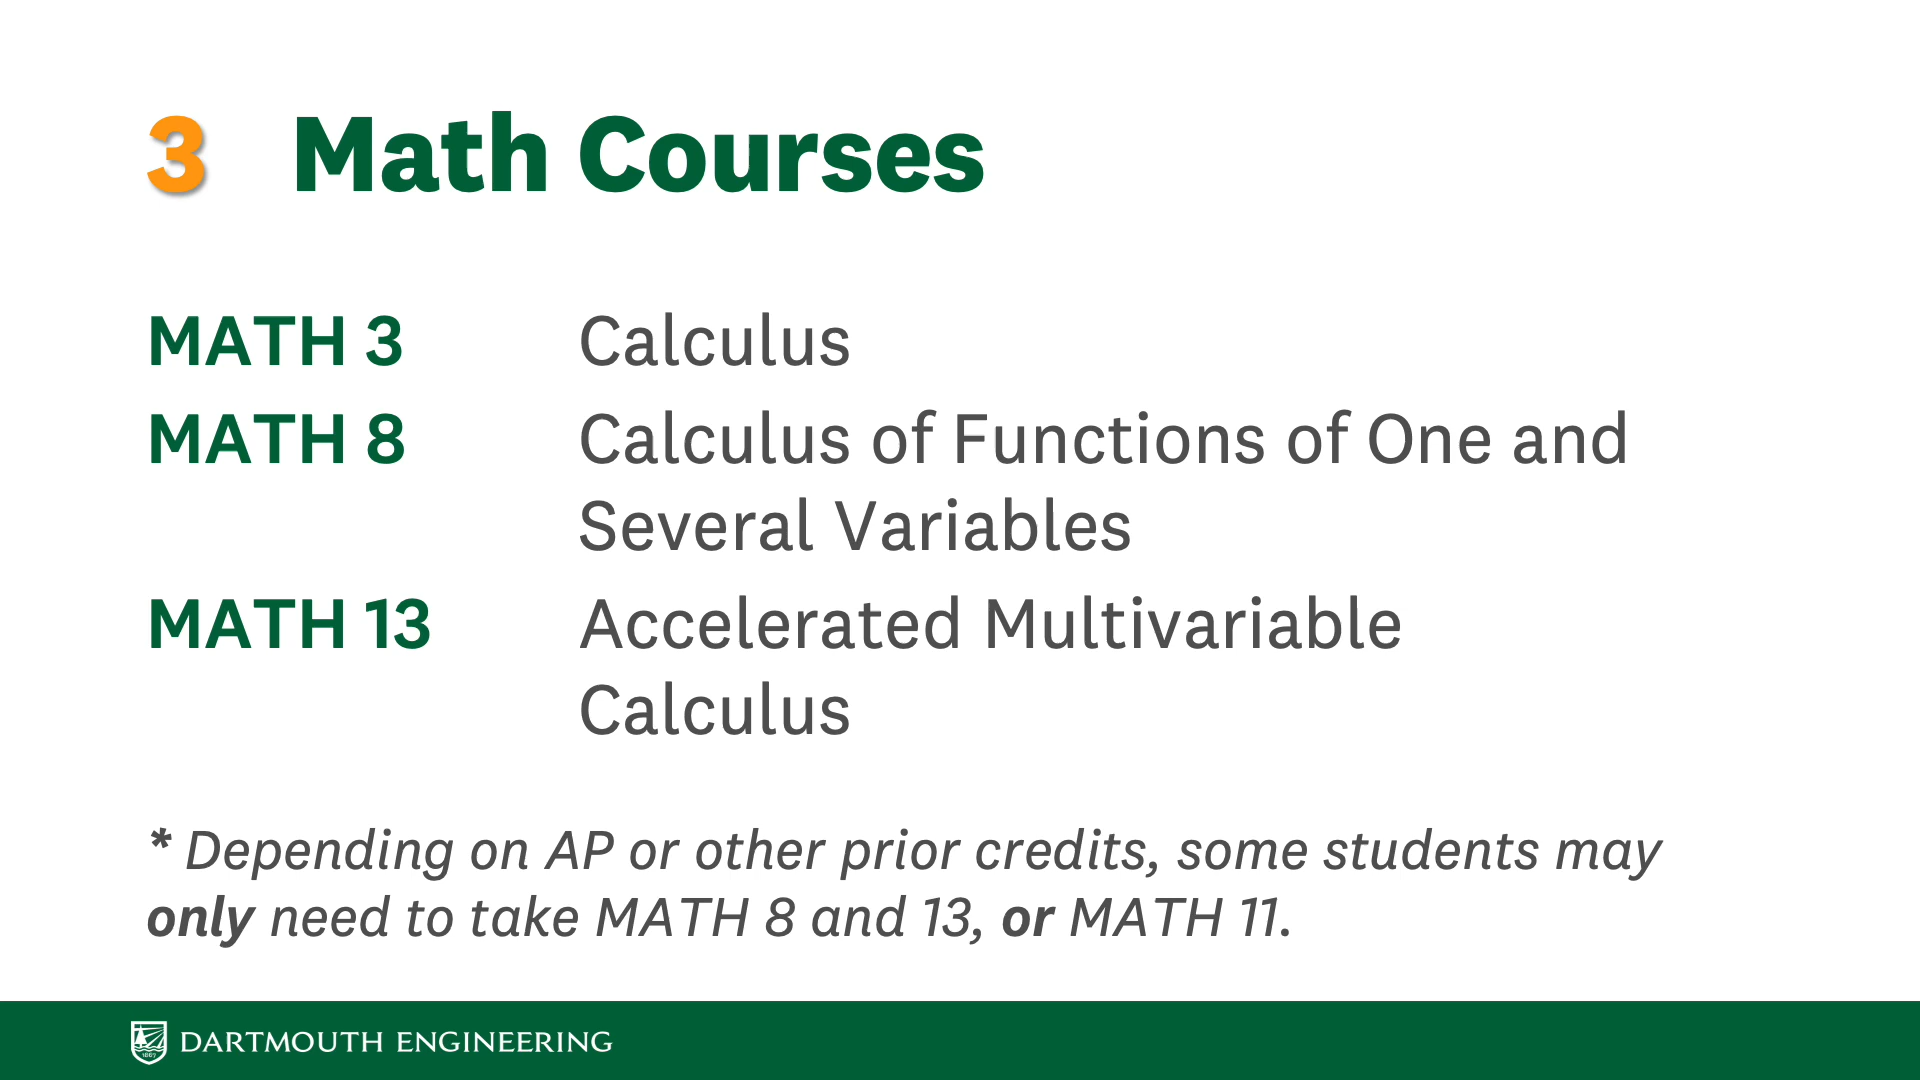 3 Math Courses
MATH 3 Calculus
MATH 8 Calculus of Functions of One and
Several Variables
MATH 13 Accelerated Multivariable
Calculus
* Depending on AP or other prior credits, some students may
only need to take MATH 8 and 13, or MATH 11.
1867
DARTMOUTH ENGINEERING